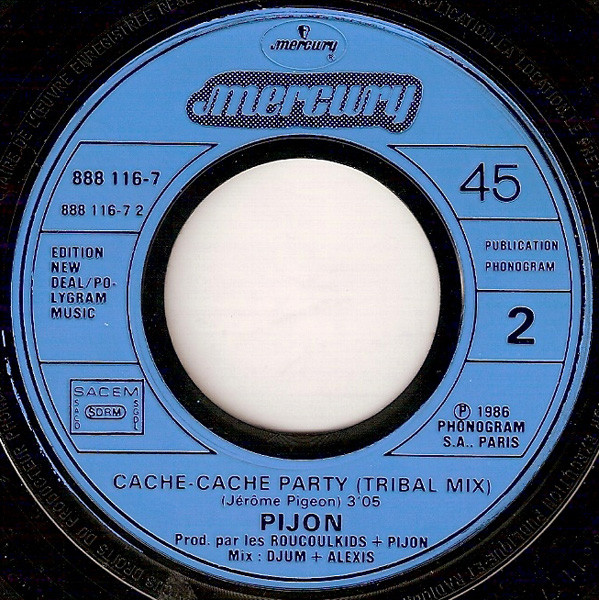 mercury
®
mercury
888 116-7
888 116-7 2
45
EDITION
NEW
DEAL/PO-
LYGRAM
MUSIC
PUBLICATION
PHONOGRAM
2
SACEM
SACD
SDRM
SGDL
℗ 1986
PHONOGRAM
S.A.. PARIS
CACHE-CACHE PARTY (TRIBAL MIX)
(Jérôme Pigeon) 3'05
PIJON
Prod. par les ROUCOULKIDS + PIJON
Mix : DJUM + ALEXIS